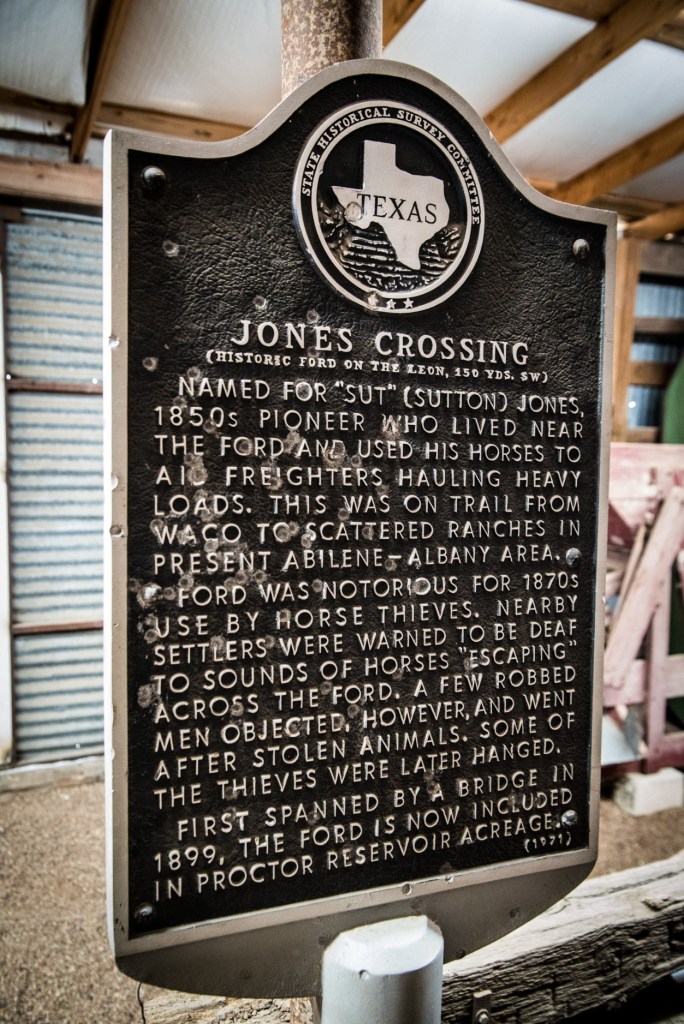 STATE HISTORICAL SURVEY COMMITTEE
TEXAS
JONES CROSSING
(HISTORIC FORD ON THE LEON, 150 YDS. SW)
NAMED FOR "SUT" (SUTTON) JONES,
1850s PIONEER WHO LIVED NEAR
THE FORD AND USED HIS HORSES TO
AID FREIGHTERS HAULING HEAVY
LOADS. THIS WAS ON TRAIL FROM
WACO TO SCATTERED RANCHES IN
PRESENT ABILENE-ALBANY AREA.
FORD WAS NOTORIOUS FOR 1870s
USE BY HORSE THIEVES. NEARBY
SETTLERS WERE WARNED TO BE DEAF
TO SOUNDS OF HORSES "ESCAPING"
ACROSS THE FORD. A FEW ROBBED
MEN OBJECTED, HOWEVER, AND WENT
AFTER STOLEN ANIMALS. SOME OF
THE THIEVES WERE LATER HANGED.
FIRST SPANNED BY A BRIDGE IN
1899, THE FORD IS NOW INCLUDED
IN PROCTOR RESERVOIR ACREAGE.
(1971)